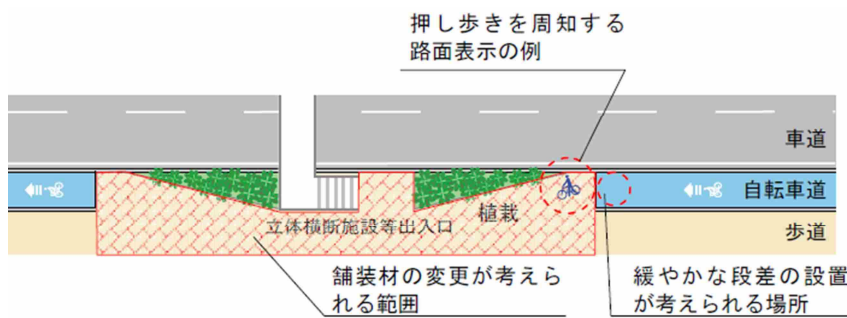 押し歩きを周知する
路面表示の例
車道
自転車道
植栽
立体横断施設等出入口
歩道
舗装材の変更が考えら
れる範囲
緩やかな段差の設置
が考えられる場所